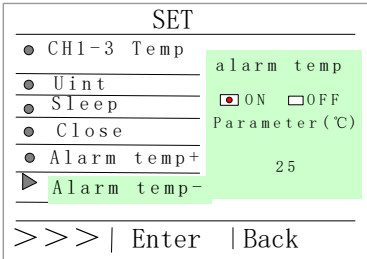 SET
CH1-3 Temp
Uint
Sleep
Close
Alarm temp+
Alarm temp-
alarm temp
ON OFF
Parameter(℃)
25
>>>| Enter |Back